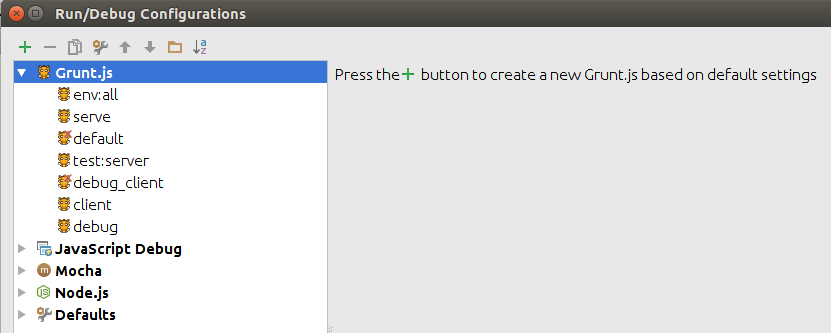 Run/Debug Configurations
Grunt.js
Press the + button to create a new Grunt.js based on default settings
env:all
serve
default
test:server
debug_client
client
debug
JavaScript Debug
Mocha
Node.js
Defaults